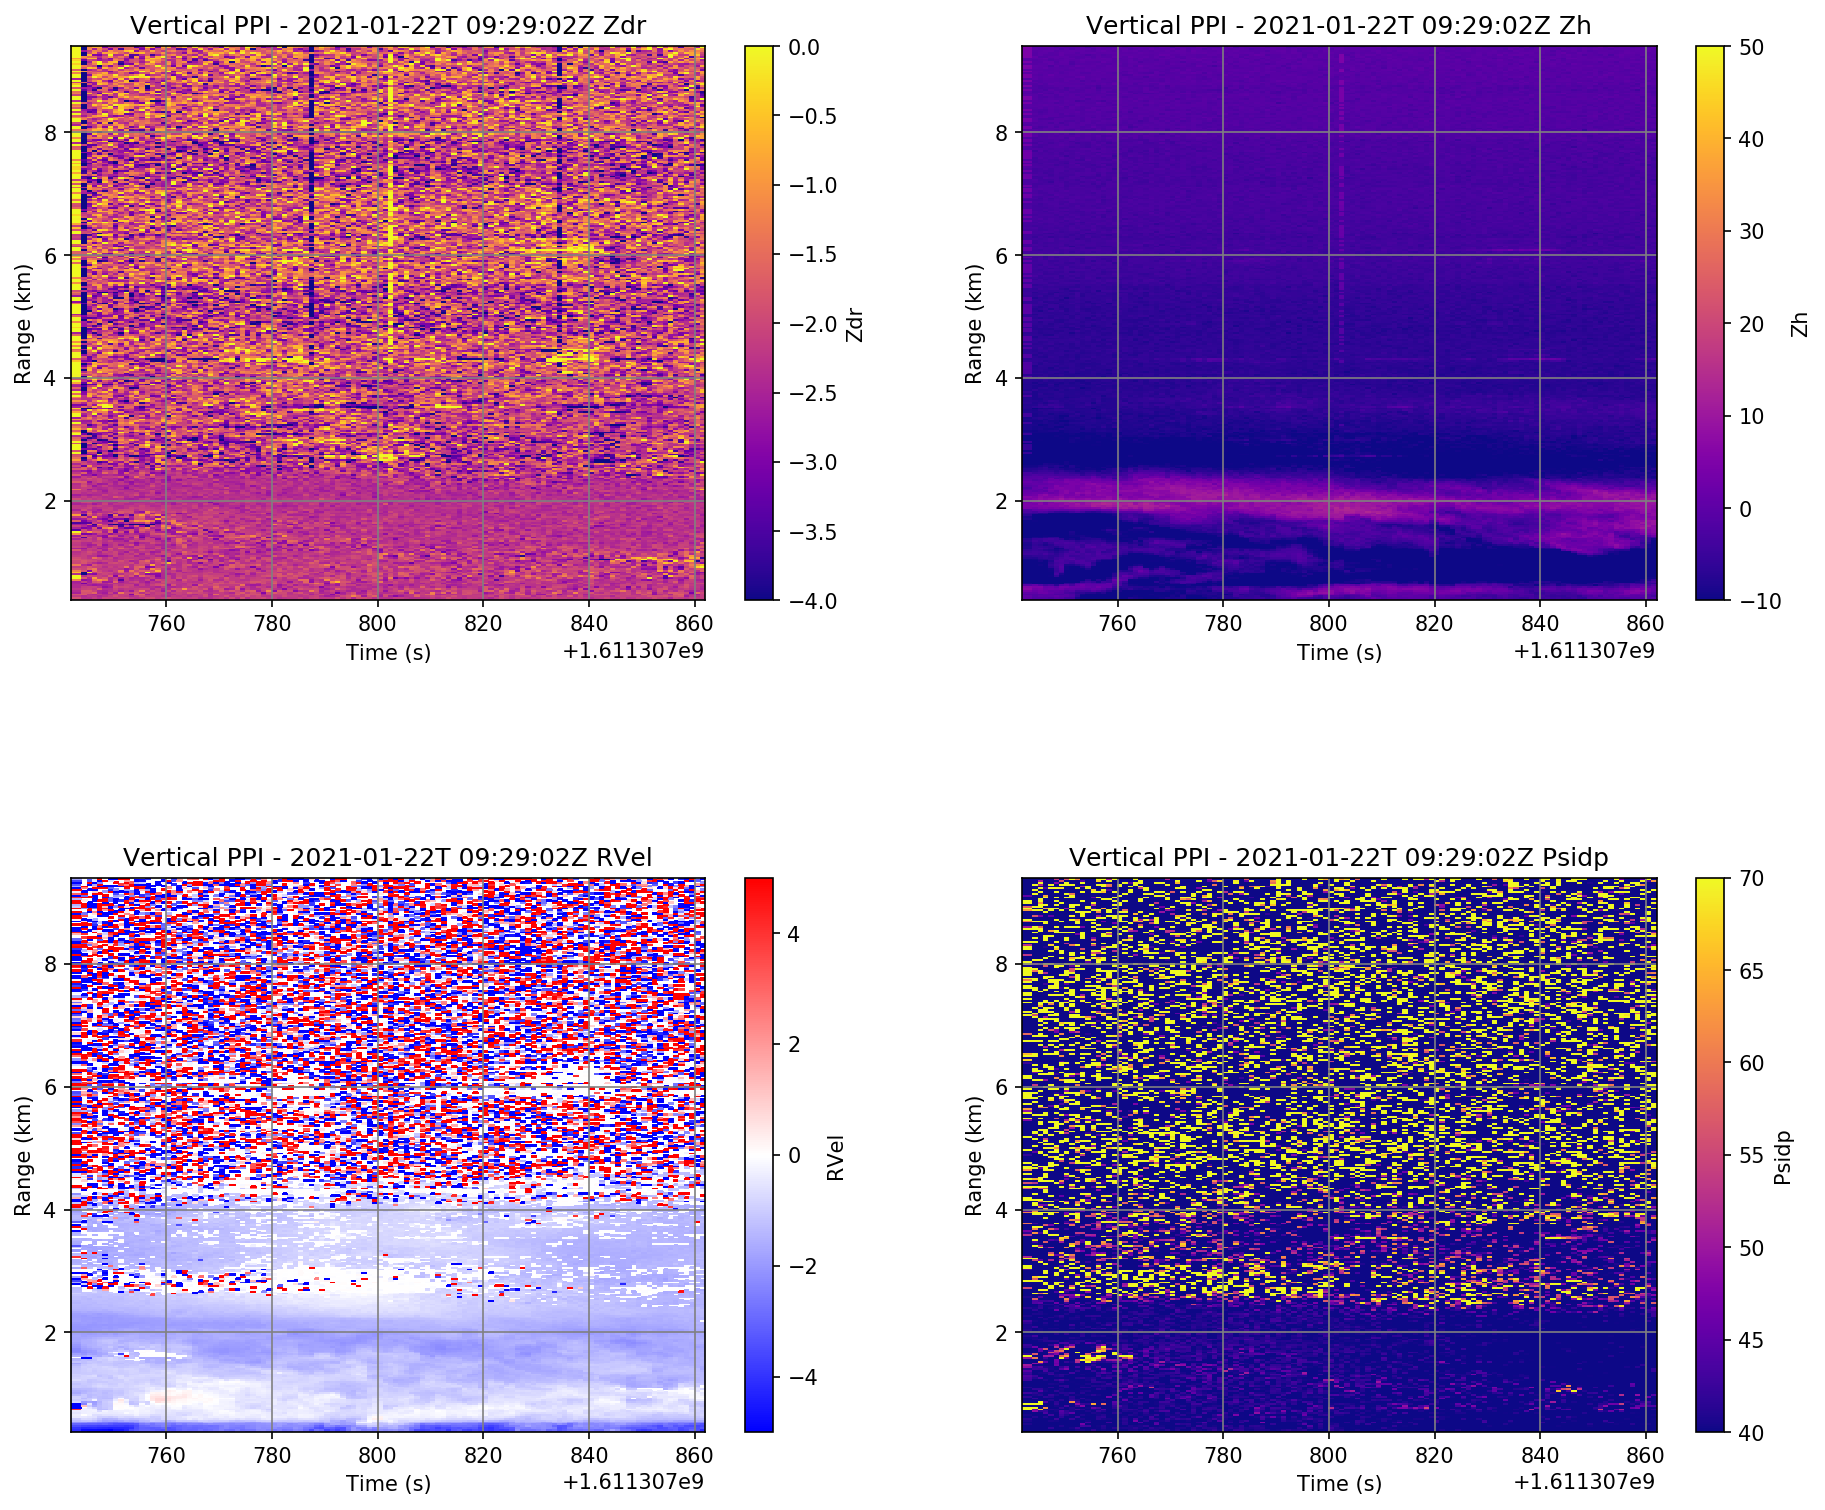 Vertical PPI - 2021-01-22T 09:29:02Z Zdr
Range (km)
8
6
4
2
760 780 800 820 840 860
Time (s)
+1.611307e9
0.0
−0.5
−1.0
−1.5
−2.0
−2.5
−3.0
−3.5
−4.0
Zdr
Vertical PPI - 2021-01-22T 09:29:02Z Zh
Range (km)
8
6
4
2
760 780 800 820 840 860
Time (s)
+1.611307e9
50
40
30
20
10
0
−10
Zh
Vertical PPI - 2021-01-22T 09:29:02Z RVel
Range (km)
8
6
4
2
760 780 800 820 840 860
Time (s)
+1.611307e9
4
2
0
−2
−4
RVel
Vertical PPI - 2021-01-22T 09:29:02Z Psidp
Range (km)
8
6
4
2
760 780 800 820 840 860
Time (s)
+1.611307e9
70
65
60
55
50
45
40
Psidp